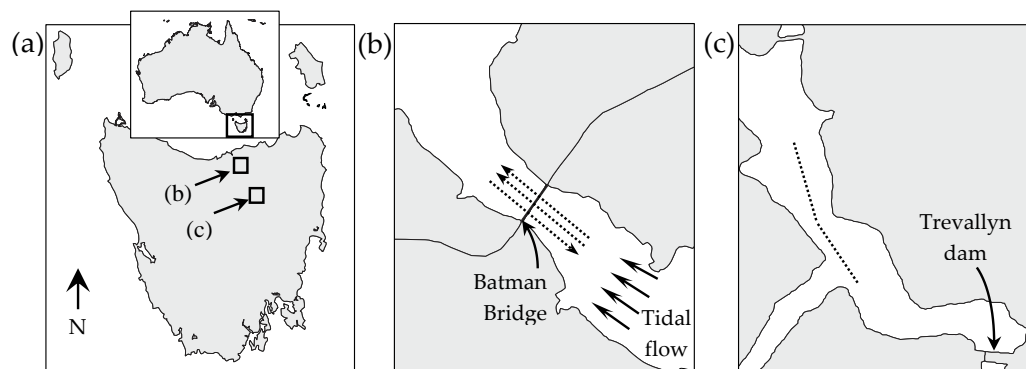 (a)
(b)
(c)
N
(b)
Batman
Bridge
Tidal
flow
(c)
Trevallyn
dam